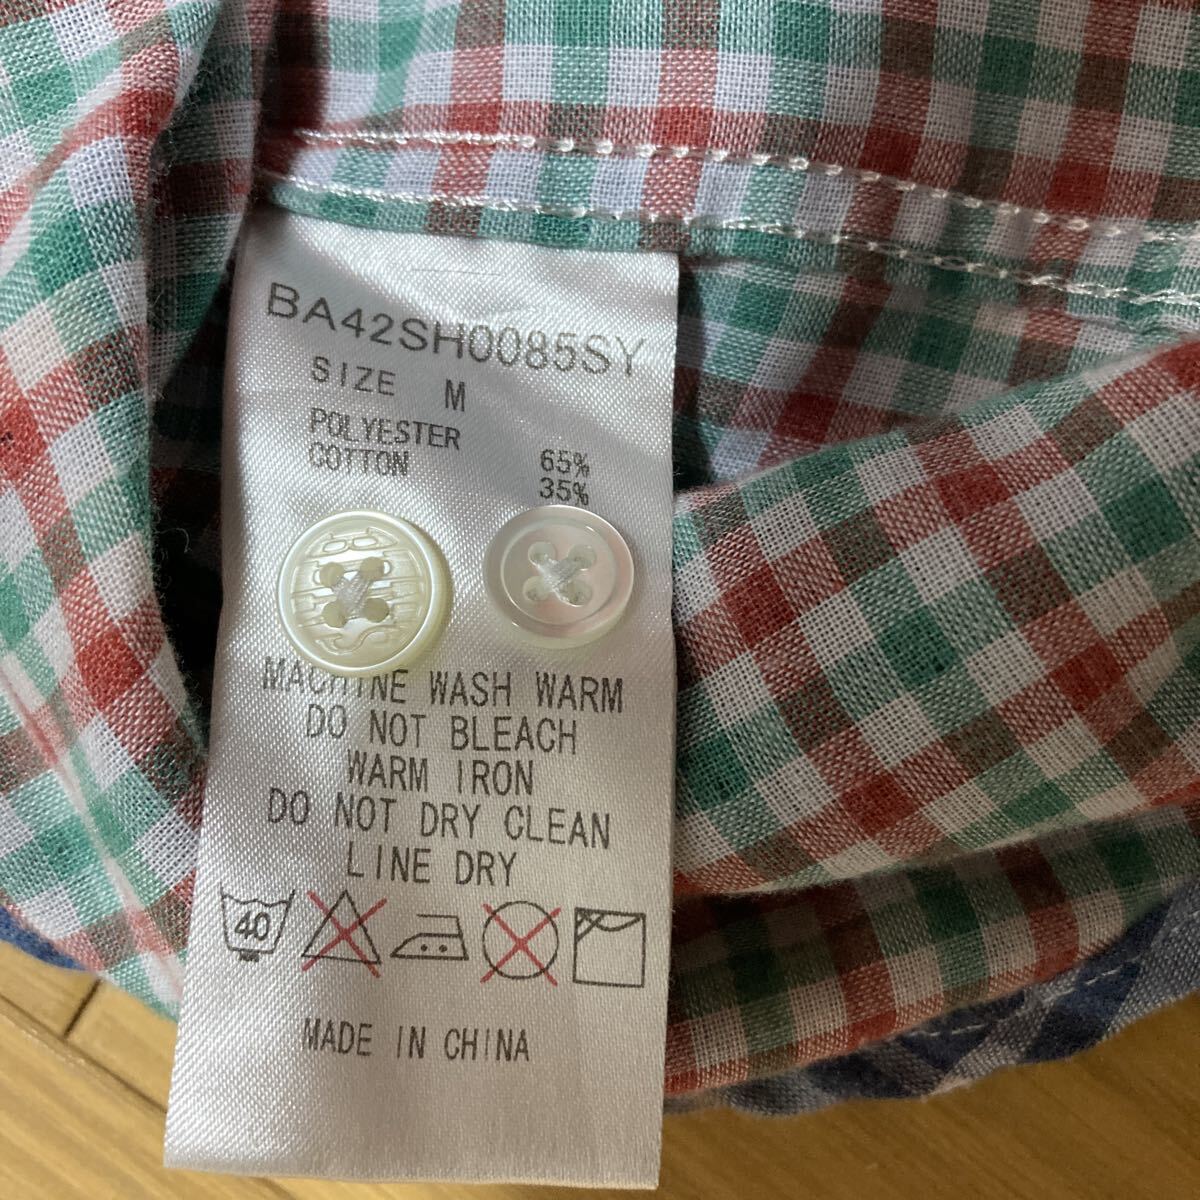 BA42SH0085SY
SIZE M
POLYESTER 65%
COTTON 35%
MACHINE WASH WARM
DO NOT BLEACH
WARM IRON
DO NOT DRY CLEAN
LINE DRY
40
MADE IN CHINA